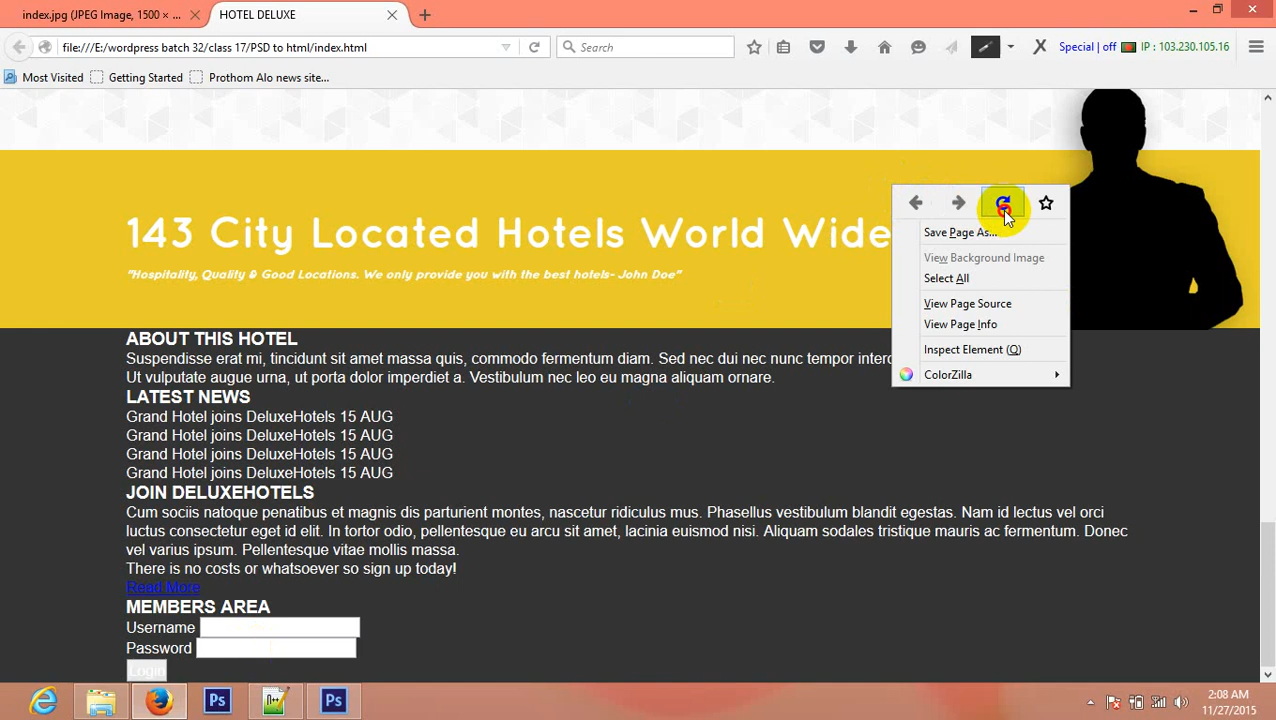 index.jpg (JPEG Image, 1500 × ...
HOTEL DELUXE
file:///E:/wordpress batch 32/class 17/PSD to html/index.html
Search
Special | off
IP : 103.230.105.16
Most Visited
Getting Started
Prothom Alo news site...
143 City Located Hotels World Wide
"Hospitality, Quality & Good Locations. We only provide you with the best hotels- John Doe"
Save Page As...
View Background Image
Select All
View Page Source
View Page Info
Inspect Element (Q)
ColorZilla
ABOUT THIS HOTEL
Suspendisse erat mi, tincidunt sit amet massa quis, commodo fermentum diam. Sed nec dui nec nunc tempor
Ut vulputate augue urna, ut porta dolor imperdiet a. Vestibulum nec leo eu magna aliquam ornare.
LATEST NEWS
Grand Hotel joins DeluxeHotels 15 AUG
Grand Hotel joins DeluxeHotels 15 AUG
Grand Hotel joins DeluxeHotels 15 AUG
Grand Hotel joins DeluxeHotels 15 AUG
JOIN DELUXEHOTELS
Cum sociis natoque penatibus et magnis dis parturient montes, nascetur ridiculus mus. Phasellus vestibulum blandit egestas. Nam id lectus vel orci
luctus consectetur eget id elit. In tortor odio, pellentesque eu arcu sit amet, lacinia euismod nisi. Aliquam sodales tristique mauris ac fermentum. Donec
vel varius ipsum. Pellentesque vitae mollis massa.
There is no costs or whatsoever so sign up today!
Read More
MEMBERS AREA
Username
Password
Login
Ps
Ps
2:08 AM
11/27/2015